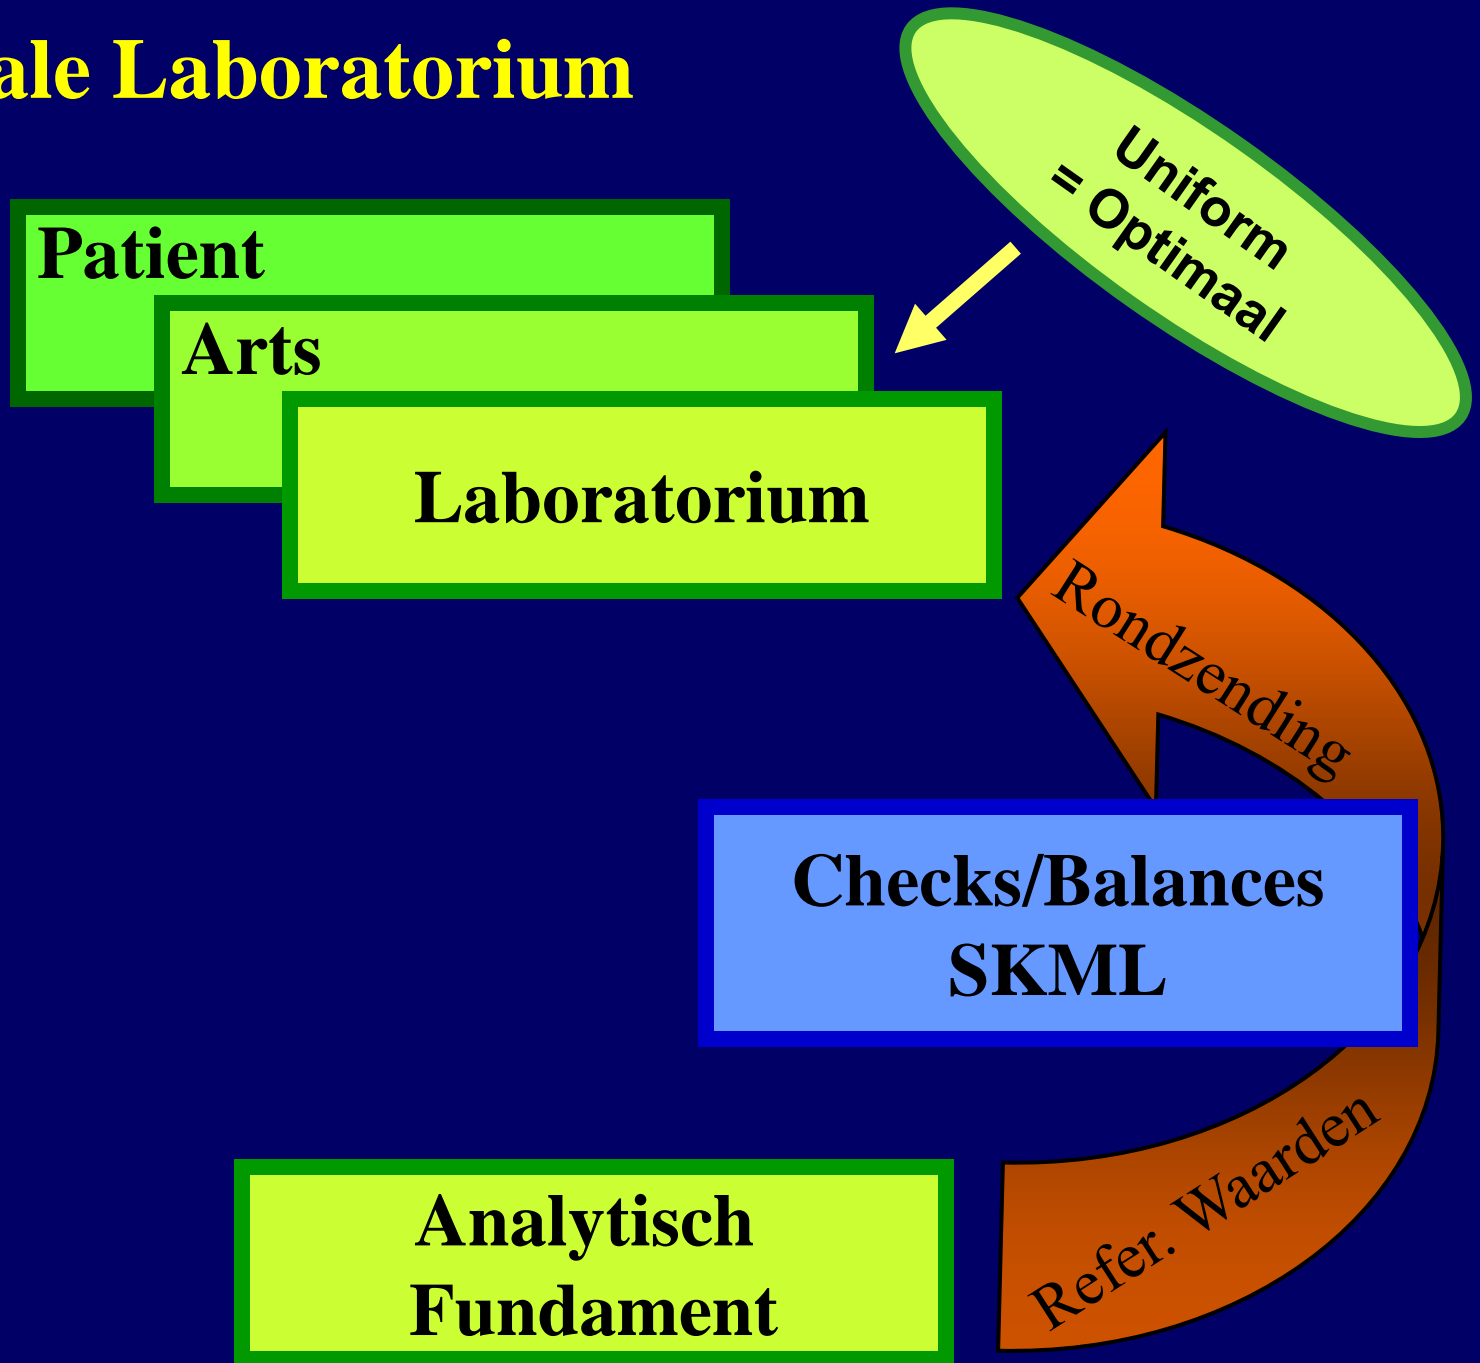 ale Laboratorium
Uniform
= Optimaal
Patient
Arts
Laboratorium
Rondzending
Checks/Balances
SKML
Refer. Waarden
Analytisch
Fundament